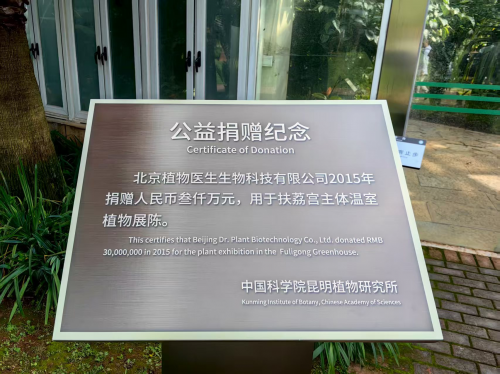 公益捐赠纪念
Certificate of Donation
北京植物医生生物科技有限公司2015年
捐赠人民币叁仟万元，用于扶荔宫主体温室
植物展陈。
This certifies that Beijing Dr. Plant Biotechnology Co., Ltd. donated RMB
30,000,000 in 2015 for the plant exhibition in the Fuligong Greenhouse.
中国科学院昆明植物研究所
Kunming Institute of Botany, Chinese Academy of Sciences